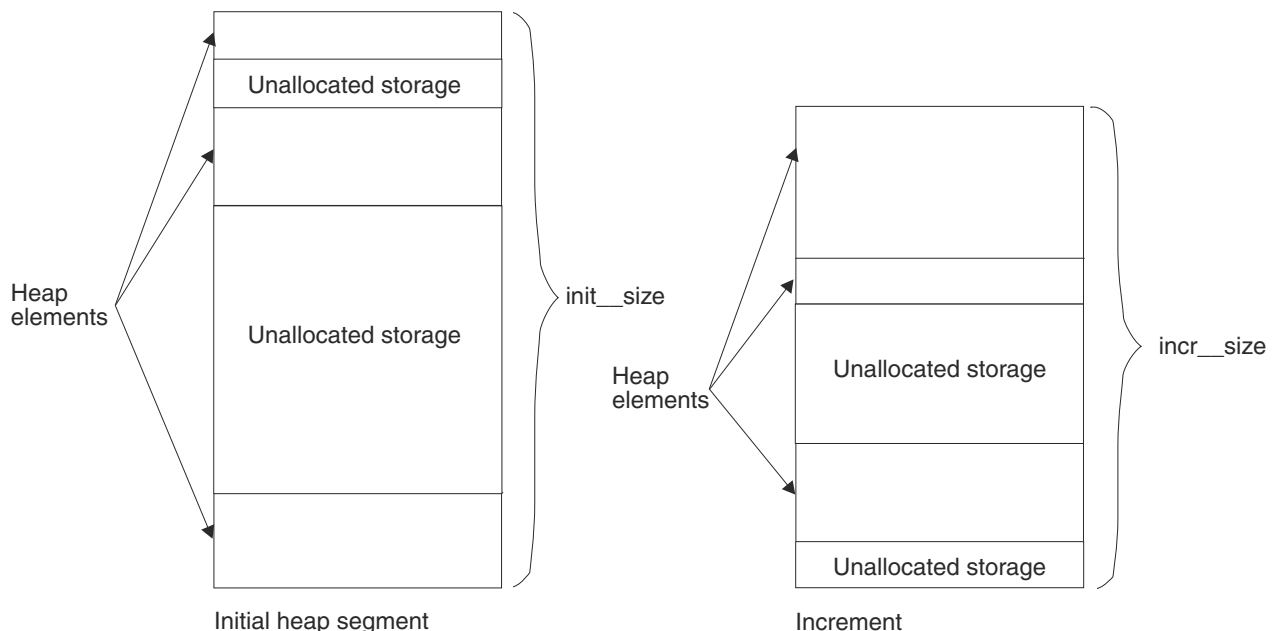 Unallocated storage
Heap
elements
Unallocated storage
init__size
Initial heap segment
Heap
elements
Unallocated storage
Unallocated storage
incr__size
Increment